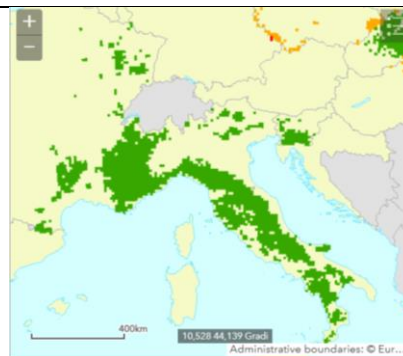 +
−
400km
10,528 44,139 Gradi
Administrative boundaries: © Eur...